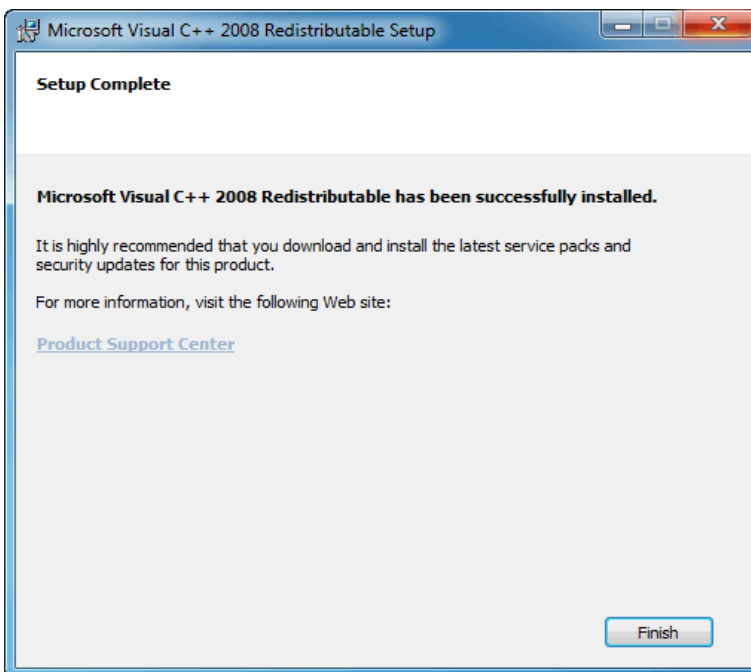 Microsoft Visual C++ 2008 Redistributable Setup
Setup Complete
Microsoft Visual C++ 2008 Redistributable has been successfully installed.
It is highly recommended that you download and install the latest service packs and
security updates for this product.
For more information, visit the following Web site:
Product Support Center
Finish